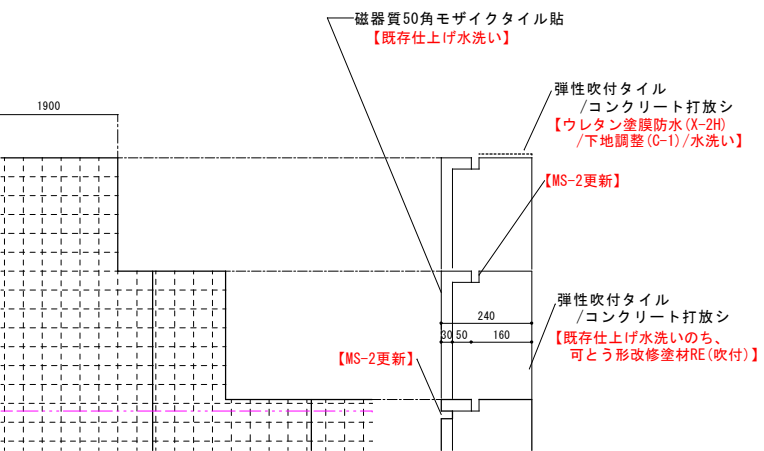 磁器質50角モザイクタイル貼
【既存仕上げ水洗い】
弾性吹付タイル
/コンクリート打放シ
【ウレタン塗膜防水(X-2H)
/下地調整(C-1)/水洗い】
1900
【MS-2更新】
弾性吹付タイル
/コンクリート打放シ
【既存仕上げ水洗いのち、
可とう形改修塗材RE(吹付)】
240
30 50 160
【MS-2更新】